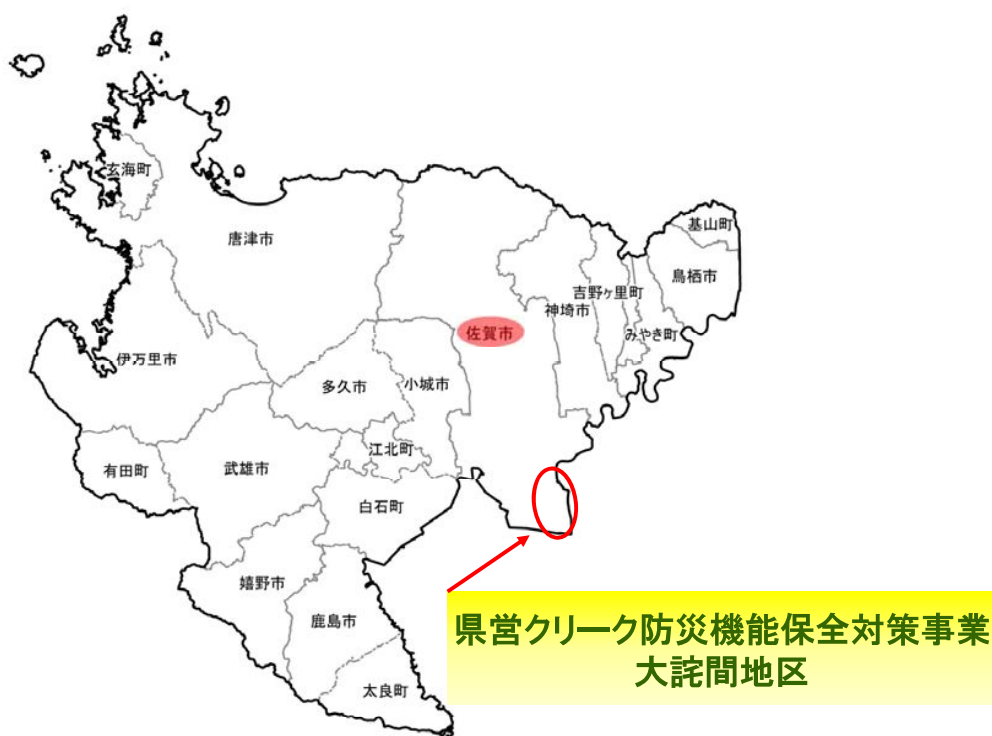 玄海町
唐津市
基山町
鳥栖市
吉野ヶ里町
神埼市
みやき町
佐賀市
伊万里市
多久市
小城市
江北町
有田町
武雄市
白石町
嬉野市
鹿島市
太良町
県営クリーク防災機能保全対策事業
大詫間地区